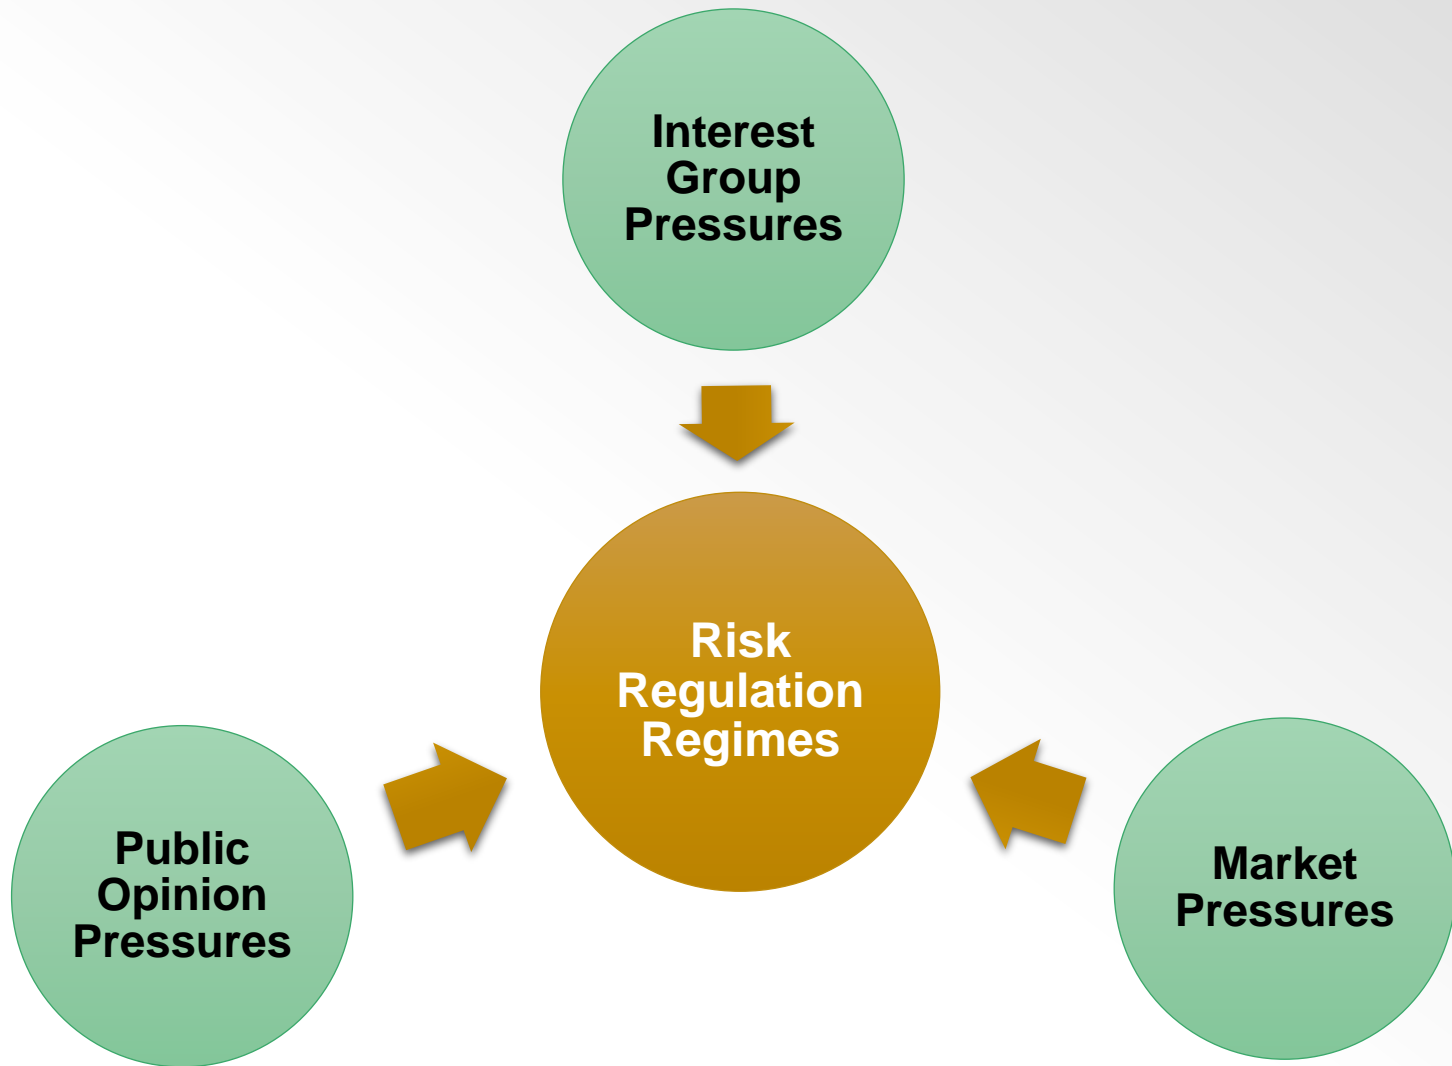 Interest
Group
Pressures
Risk
Regulation
Regimes
Public
Opinion
Pressures
Market
Pressures